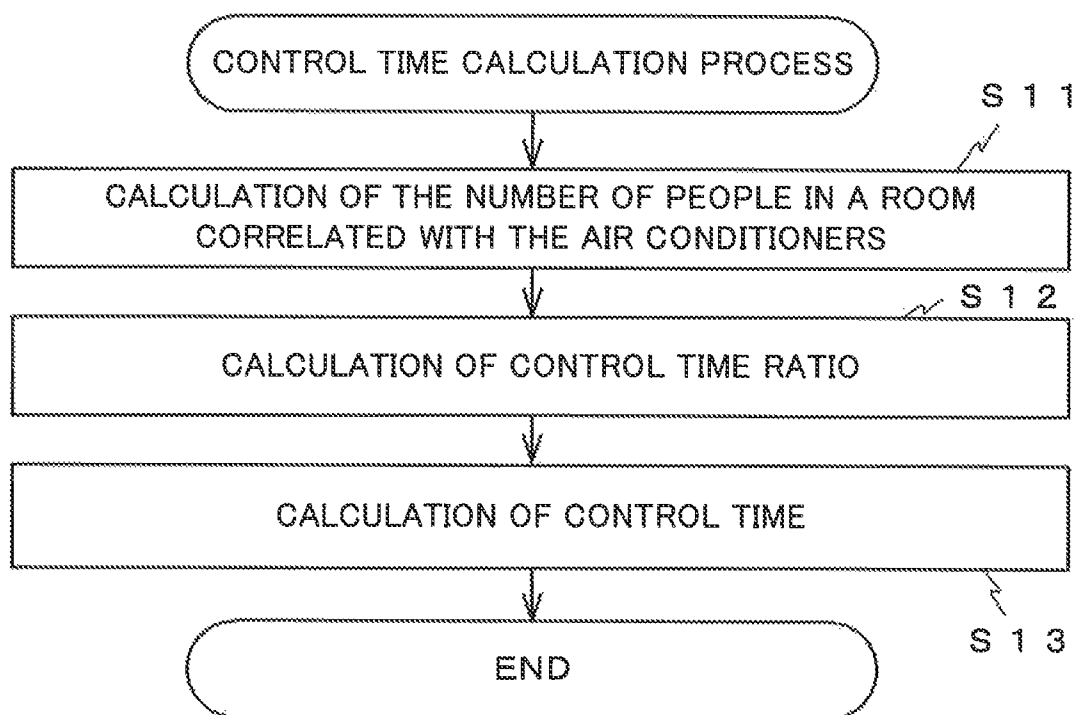 CONTROL TIME CALCULATION PROCESS
S 1 1
CALCULATION OF THE NUMBER OF PEOPLE IN A ROOM
CORRELATED WITH THE AIR CONDITIONERS
S 1 2
CALCULATION OF CONTROL TIME RATIO
CALCULATION OF CONTROL TIME
S 1 3
END